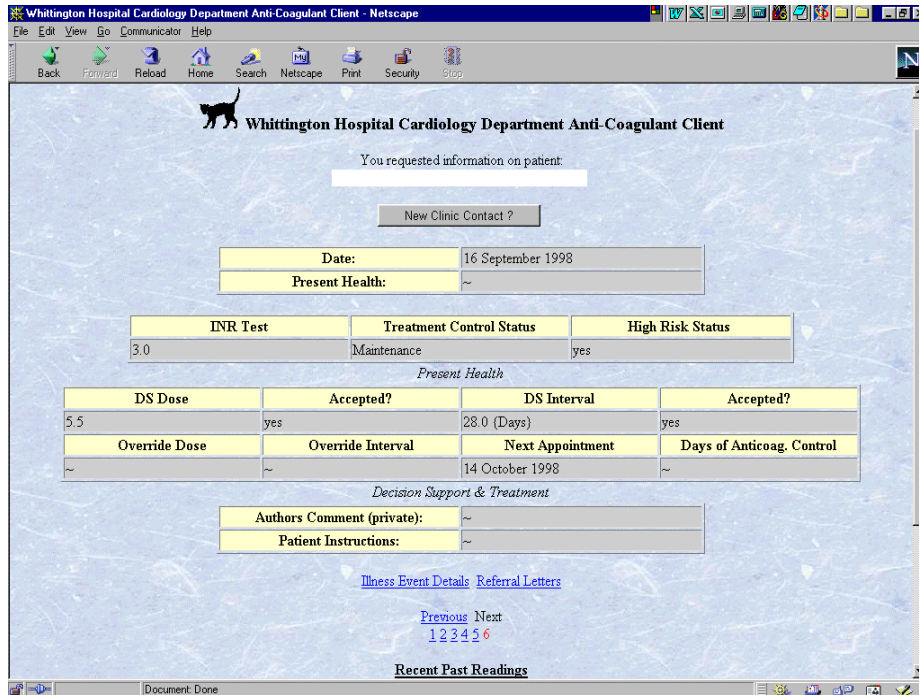 Whittington Hospital Cardiology Department Anti-Coagulant Client - Netscape
File Edit View Go Communicator Help
Back Forward Reload Home Search Netscape Print Security Stop
Whittington Hospital Cardiology Department Anti-Coagulant Client
You requested information on patient:
New Clinic Contact ?
Date: 16 September 1998
Present Health: ~
INR Test Treatment Control Status High Risk Status
3.0 Maintenance yes
Present Health
DS Dose Accepted? DS Interval Accepted?
5.5 yes 28.0 (Days) yes
Override Dose Override Interval Next Appointment Days of Anticoag. Control
~ ~ 14 October 1998 ~
Decision Support & Treatment
Authors Comment (private): ~
Patient Instructions: ~
Illness Event Details Referral Letters
Previous Next
1 2 3 4 5 6
Recent Past Readings
Document: Done